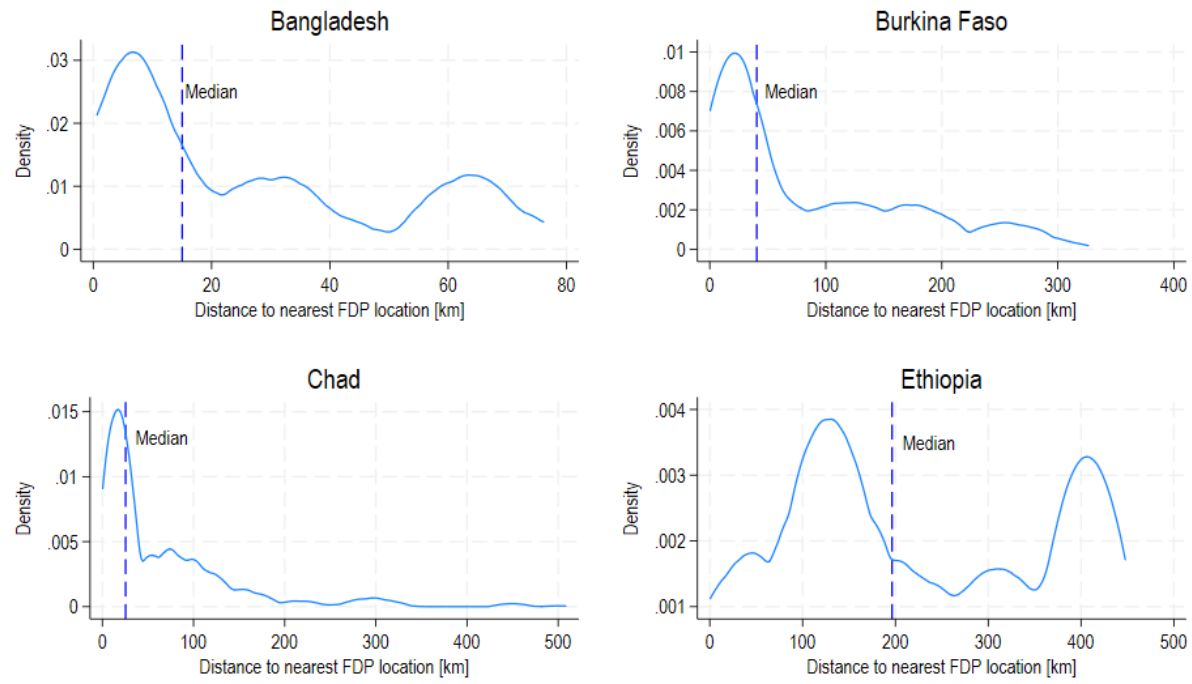 Bangladesh
.03
.02
.01
0
Density
Median
0 20 40 60 80
Distance to nearest FDP location [km]
Burkina Faso
.01
.008
.006
.004
.002
0
Density
Median
0 100 200 300 400
Distance to nearest FDP location [km]
Chad
.015
.01
.005
0
Density
Median
0 100 200 300 400 500
Distance to nearest FDP location [km]
Ethiopia
.004
.003
.002
.001
Density
Median
0 100 200 300 400 500
Distance to nearest FDP location [km]